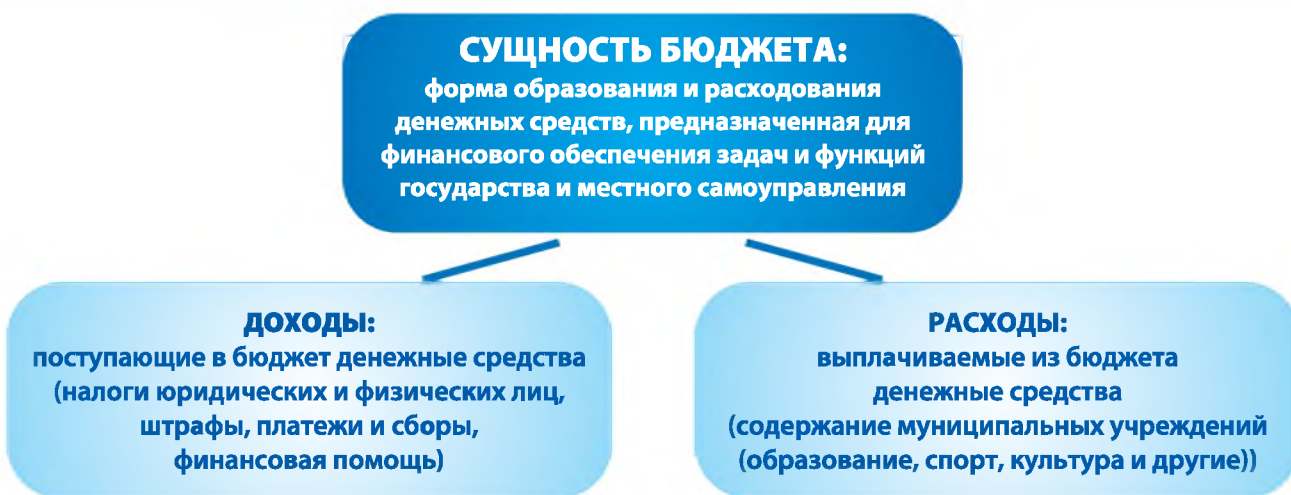 СУЩНОСТЬ БЮДЖЕТА:
форма образования и расходования
денежных средств, предназначенная для
финансового обеспечения задач и функций
государства и местного самоуправления
ДОХОДЫ:
поступающие в бюджет денежные средства
(налоги юридических и физических лиц,
штрафы, платежи и сборы,
финансовая помощь)
РАСХОДЫ:
выплачиваемые из бюджета
денежные средства
(содержание муниципальных учреждений
(образование, спорт, культура и другие))